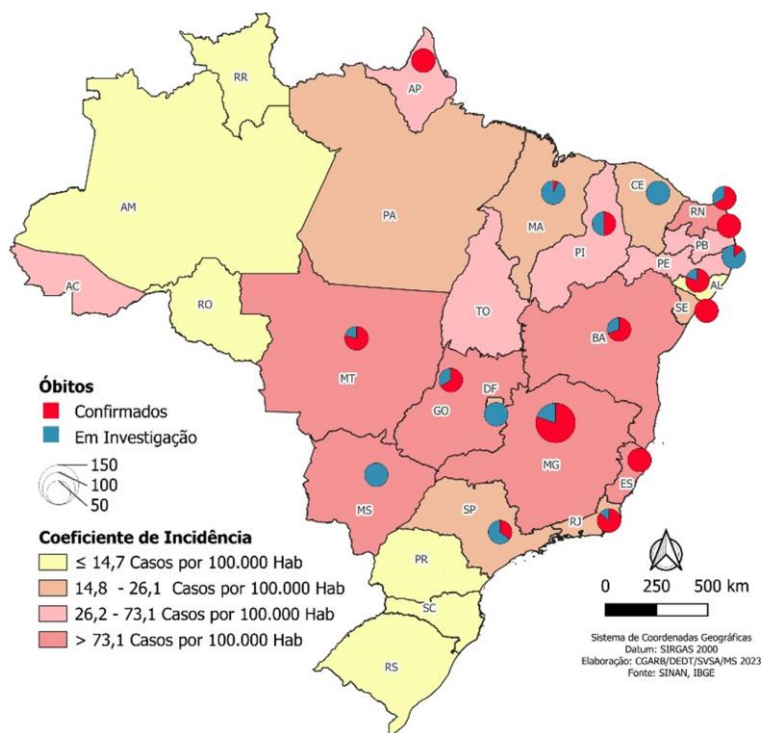 RR
AP
AM
PA
MA
CE
RN
PB
PE
PI
AL
SE
AC
RO
TO
BA
MT
GO
DF
MG
ES
MS
SP
RJ
PR
SC
RS
Óbitos
Confirmados
Em Investigação
150
100
50
Coeficiente de Incidência
≤ 14,7 Casos por 100.000 Hab
14,8 - 26,1 Casos por 100.000 Hab
26,2 - 73,1 Casos por 100.000 Hab
> 73,1 Casos por 100.000 Hab
0 250 500 km
Sistema de Coordenadas Geográficas
Datum: SIRGAS 2000
Elaboração: CGARB/DEDT/SVSA/MS 2023
Fonte: SINAN, IBGE